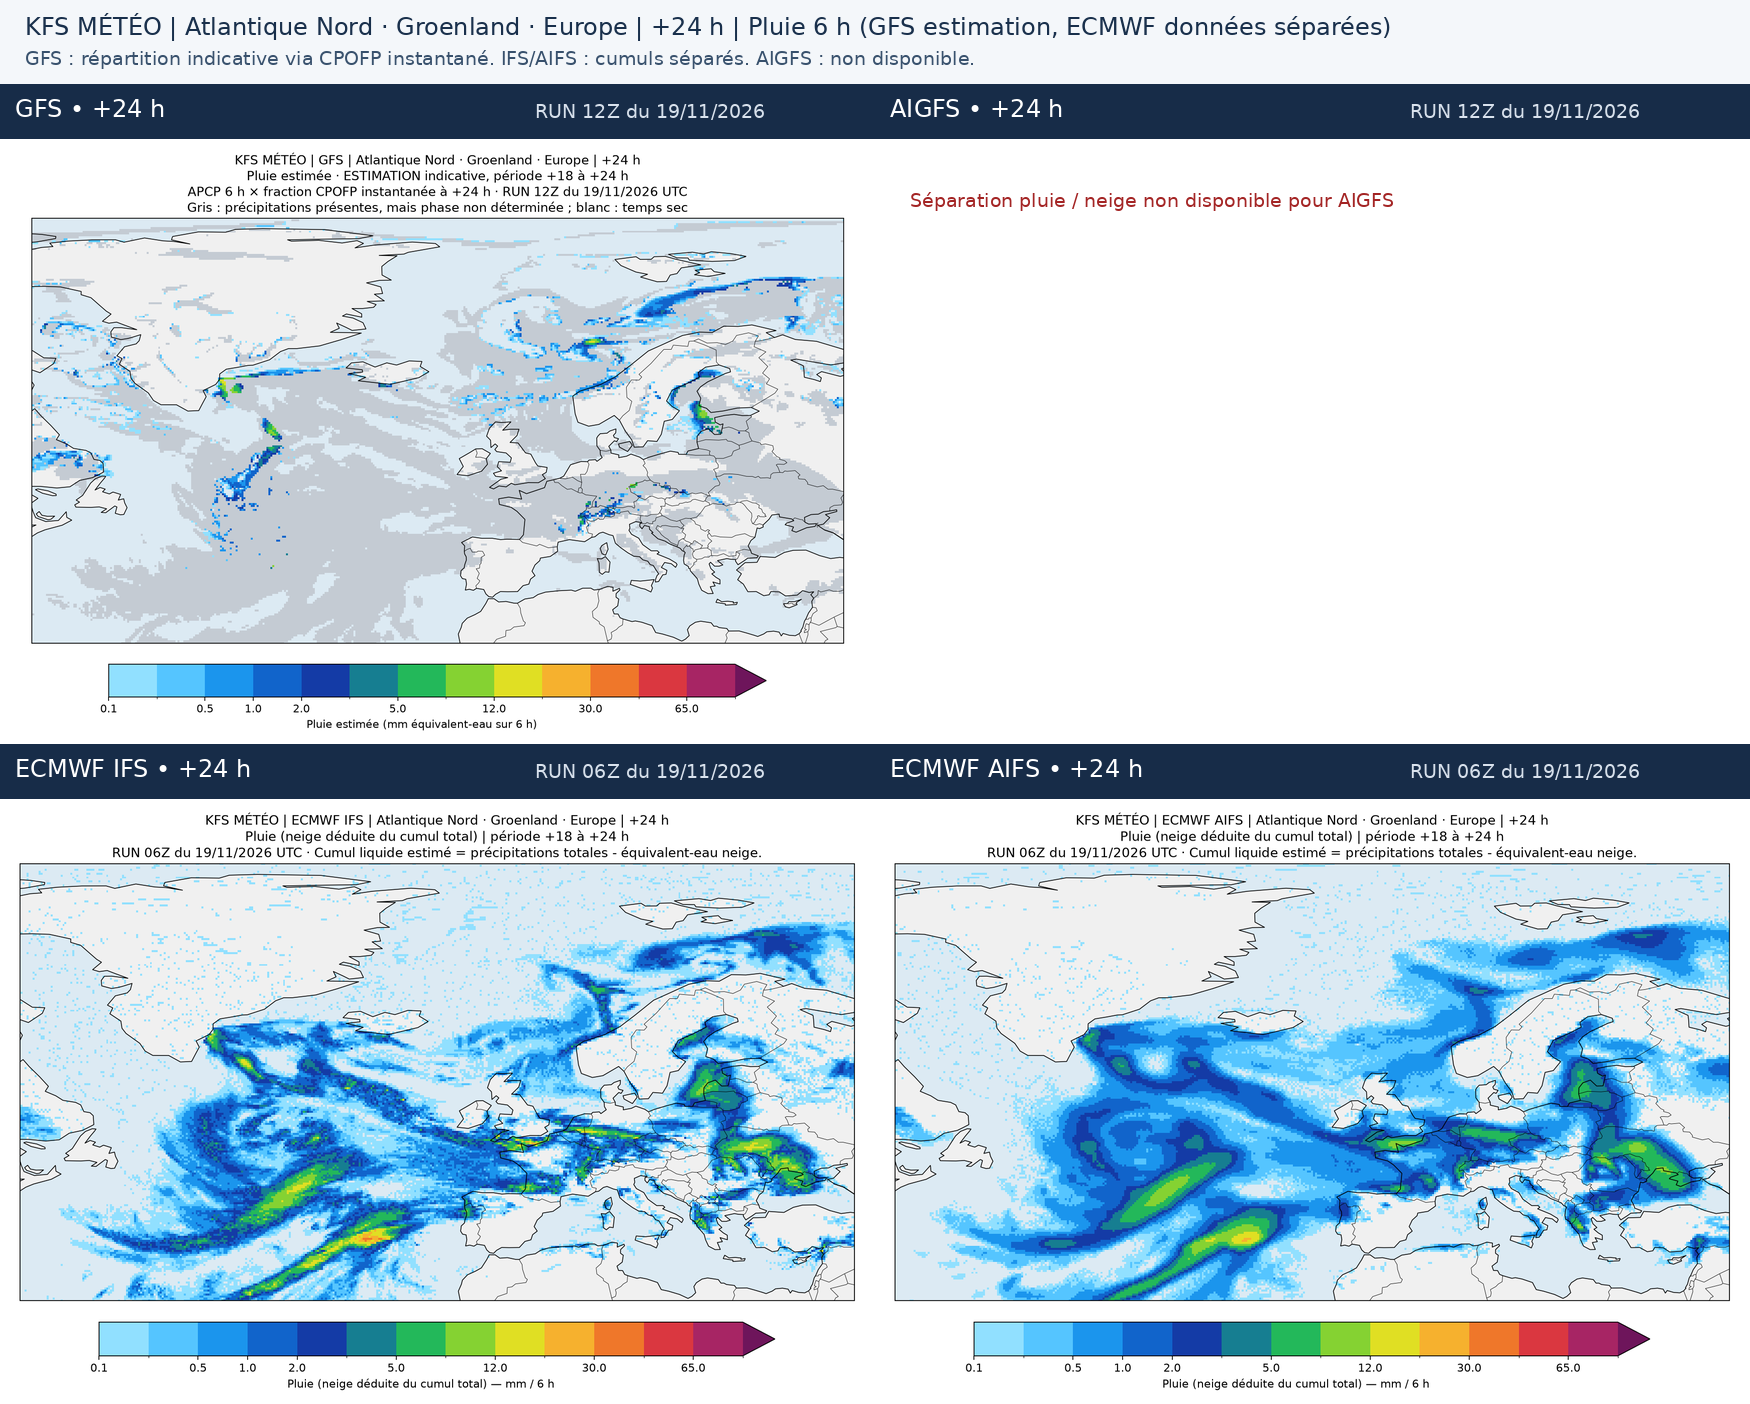 KFS MÉTÉO | Atlantique Nord · Groenland · Europe | +24 h | Pluie 6 h (GFS estimation, ECMWF données séparées)
GFS : répartition indicative via CPOFP instantané. IFS/AIFS : cumuls séparés. AIGFS : non disponible.
GFS • +24 h
RUN 12Z du 19/11/2026
AIGFS • +24 h
RUN 12Z du 19/11/2026
KFS MÉTÉO | GFS | Atlantique Nord · Groenland · Europe | +24 h
Pluie estimée · ESTIMATION indicative, période +18 à +24 h
APCP 6 h × fraction CPOFP instantanée à +24 h · RUN 12Z du 19/11/2026 UTC
Gris : précipitations présentes, mais phase non déterminée ; blanc : temps sec
Séparation pluie / neige non disponible pour AIGFS
0.1 0.5 1.0 2.0 5.0 12.0 30.0 65.0
Pluie estimée (mm équivalent-eau sur 6 h)
ECMWF IFS • +24 h
RUN 06Z du 19/11/2026
ECMWF AIFS • +24 h
RUN 06Z du 19/11/2026
KFS MÉTÉO | ECMWF IFS | Atlantique Nord · Groenland · Europe | +24 h
Pluie (neige déduite du cumul total) | période +18 à +24 h
RUN 06Z du 19/11/2026 UTC · Cumul liquide estimé = précipitations totales - équivalent-eau neige.
KFS MÉTÉO | ECMWF AIFS | Atlantique Nord · Groenland · Europe | +24 h
Pluie (neige déduite du cumul total) | période +18 à +24 h
RUN 06Z du 19/11/2026 UTC · Cumul liquide estimé = précipitations totales - équivalent-eau neige.
0.1 0.5 1.0 2.0 5.0 12.0 30.0 65.0
Pluie (neige déduite du cumul total) — mm / 6 h
0.1 0.5 1.0 2.0 5.0 12.0 30.0 65.0
Pluie (neige déduite du cumul total) — mm / 6 h